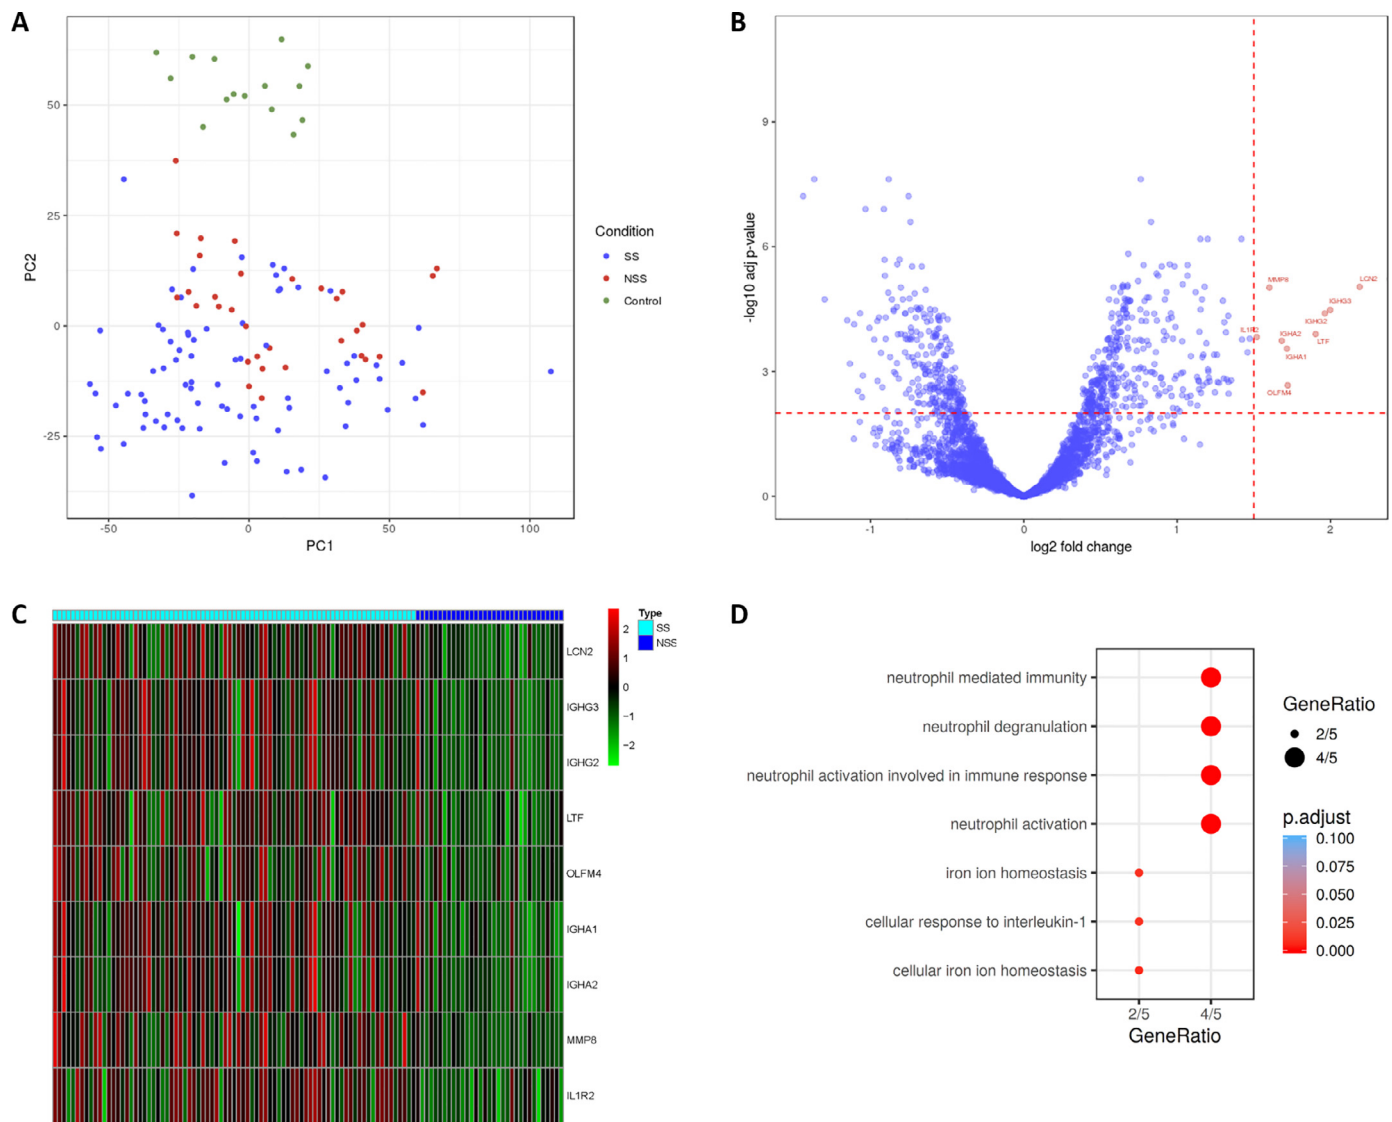 A
50
25
0
-25
PC2
-50
0
50
100
PC1
Condition
SS
NSS
Control
B
9
6
3
0
-log10 adj p-value
MMP8
LCN2
IGHG3
IGHG2
IL1R2
IGHA2
LTF
IGHA1
OLFM4
-1
0
1
2
log2 fold change
C
2
1
0
−1
−2
Type
SS
NSS
LCN2
IGHG3
IGHG2
LTF
OLFM4
IGHA1
IGHA2
MMP8
IL1R2
D
neutrophil mediated immunity
neutrophil degranulation
neutrophil activation involved in immune response
neutrophil activation
iron ion homeostasis
cellular response to interleukin-1
cellular iron ion homeostasis
2/5
4/5
GeneRatio
GeneRatio
2/5
4/5
p.adjust
0.100
0.075
0.050
0.025
0.000